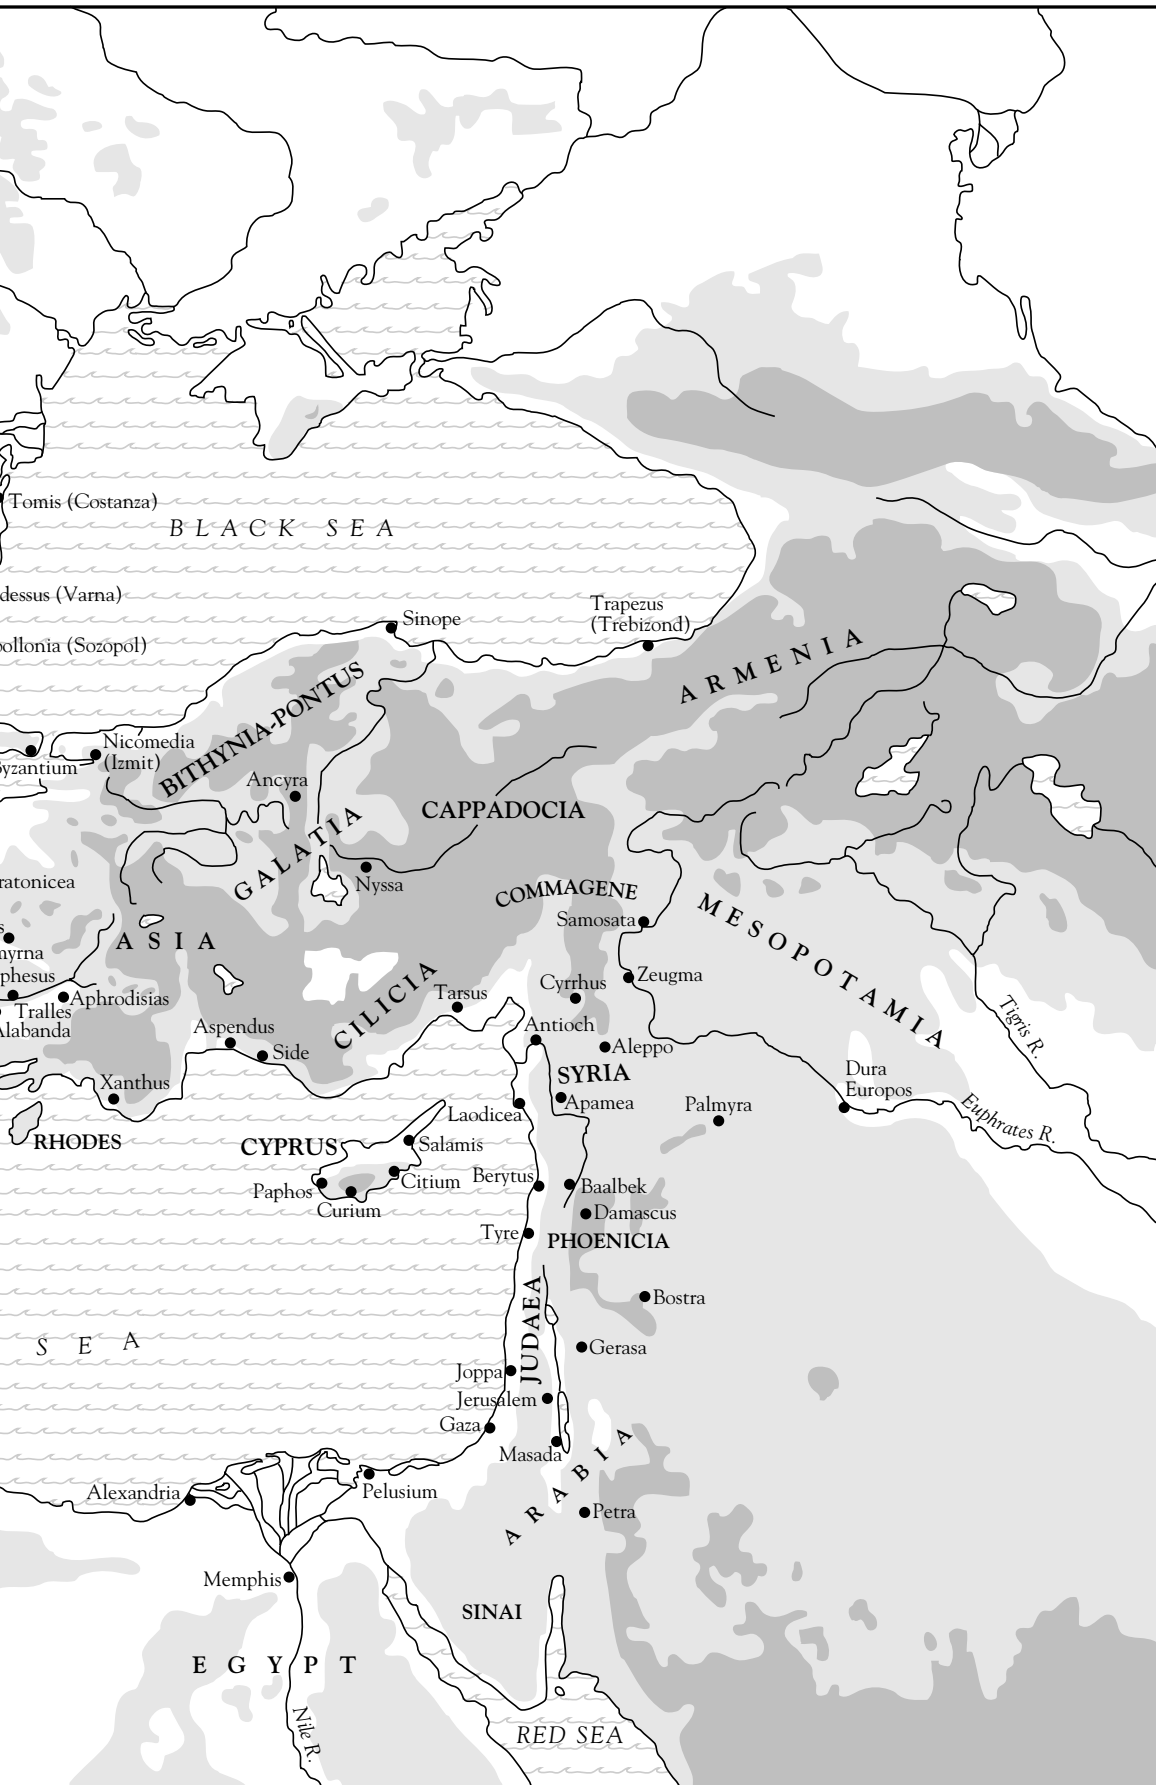 Tomis (Costanza)
BLACK SEA
dessus (Varna)
Sinope
Trapezus
(Trebizond)
ollonia (Sozopol)
ARMENIA
BITHYNIA-PONTUS
Nicomedia
(Izmit)
yzantium
Ancyra
CAPPADOCIA
GALATIA
ratonicea
Nyssa
COMMAGENE
Samosata
MESOPOTAMIA
s
myrna
ASIA
phesus
Aphrodisias
Tralles
Alabanda
CILICIA
Tarsus
Cyrrhus
Zeugma
Tigris R.
Aspendus
Side
Antioch
Aleppo
SYRIA
Xanthus
Apamea
Laodicea
Palmyra
Dura
Europos
Euphrates R.
RHODES
CYPRUS
Salamis
Citium
Paphos
Curium
Berytus
Baalbek
Damascus
Tyre
PHOENICIA
JUDAEA
Bostra
SEA
Gerasa
Joppa
Jerusalem
Gaza
Masada
ARABIA
Alexandria
Pelusium
Petra
Memphis
SINAI
EGYPT
Nile R.
RED SEA